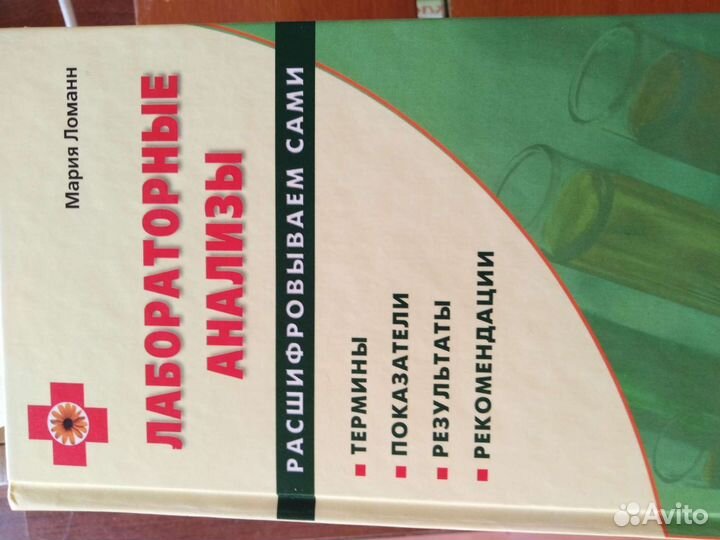 Мария Ломанн
ЛАБОРАТОРНЫЕ
АНАЛИЗЫ
РАСШИФРОВЫВАЕМ САМИ
ТЕРМИНЫ
ПОКАЗАТЕЛИ
РЕЗУЛЬТАТЫ
РЕКОМЕНДАЦИИ
Avito